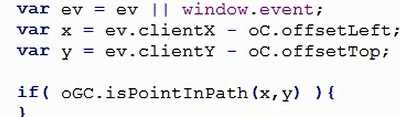 var ev = ev || window.event;
var x = ev.clientX - oC.offsetLeft;
var y = ev.clientY - oC.offsetTop;
if( oGC.isPointInPath(x,y) ){
}